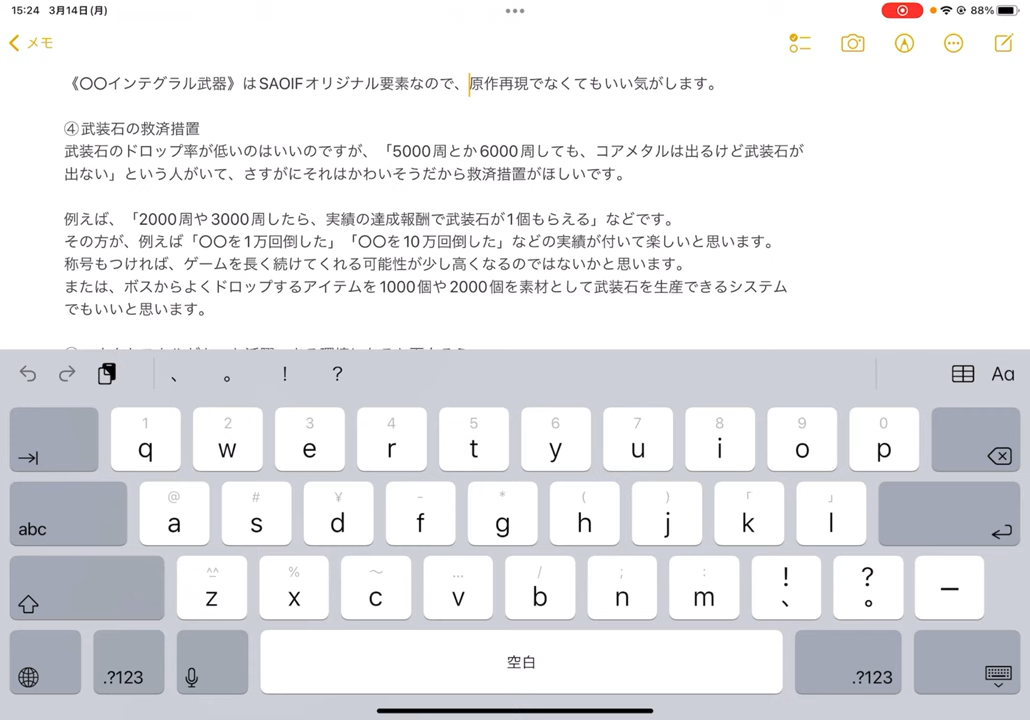 15:24 3月14日(月)
88%
メモ
《〇〇インテグラル武器》はSAOIFオリジナル要素なので、原作再現でなくてもいい気がします。
④武装石の救済措置
武装石のドロップ率が低いのはいいのですが、「5000周とか6000周しても、コアメタルは出るけど武装石が
出ない」という人がいて、さすがにそれはかわいそうだから救済措置がほしいです。
例えば、「2000周や3000周したら、実績の達成報酬で武装石が1個もらえる」などです。
その方が、例えば「〇〇を1万回倒した」「〇〇を10万回倒した」などの実績が付いて楽しいと思います。
称号もつければ、ゲームを長く続けてくれる可能性が少し高くなるのではないかと思います。
または、ボスからよくドロップするアイテムを1000個や2000個を素材として武装石を生産できるシステム
でもいいと思います。
、 。 ! ? Aa
1 2 3 4 5 6 7 8 9 0
q w e r t y u i o p
@ # ¥ - * ( ) 「 」
abc a s d f g h j k l
^^ % 〜 … / ; : ! ?
z x c v b n m 、 。 ー
.?123 空白 .?123